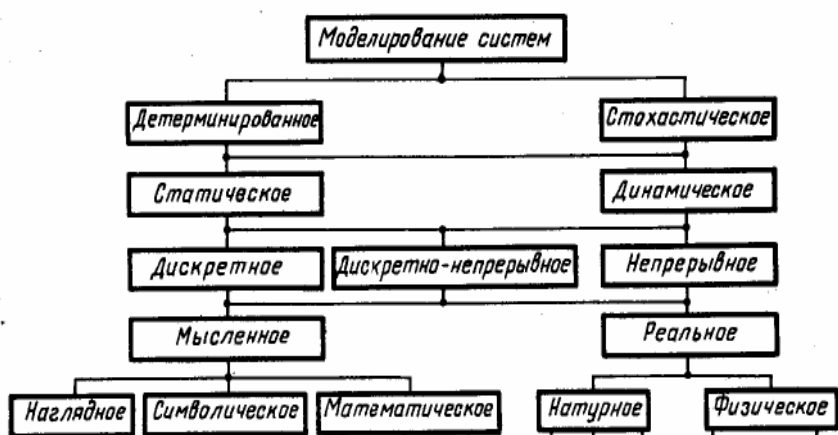 Моделирование систем
Детерминированное
Стохастическое
Статическое
Динамическое
Дискретное
Дискретно-непрерывное
Непрерывное
Мысленное
Реальное
Наглядное
Символическое
Математическое
Натурное
Физическое